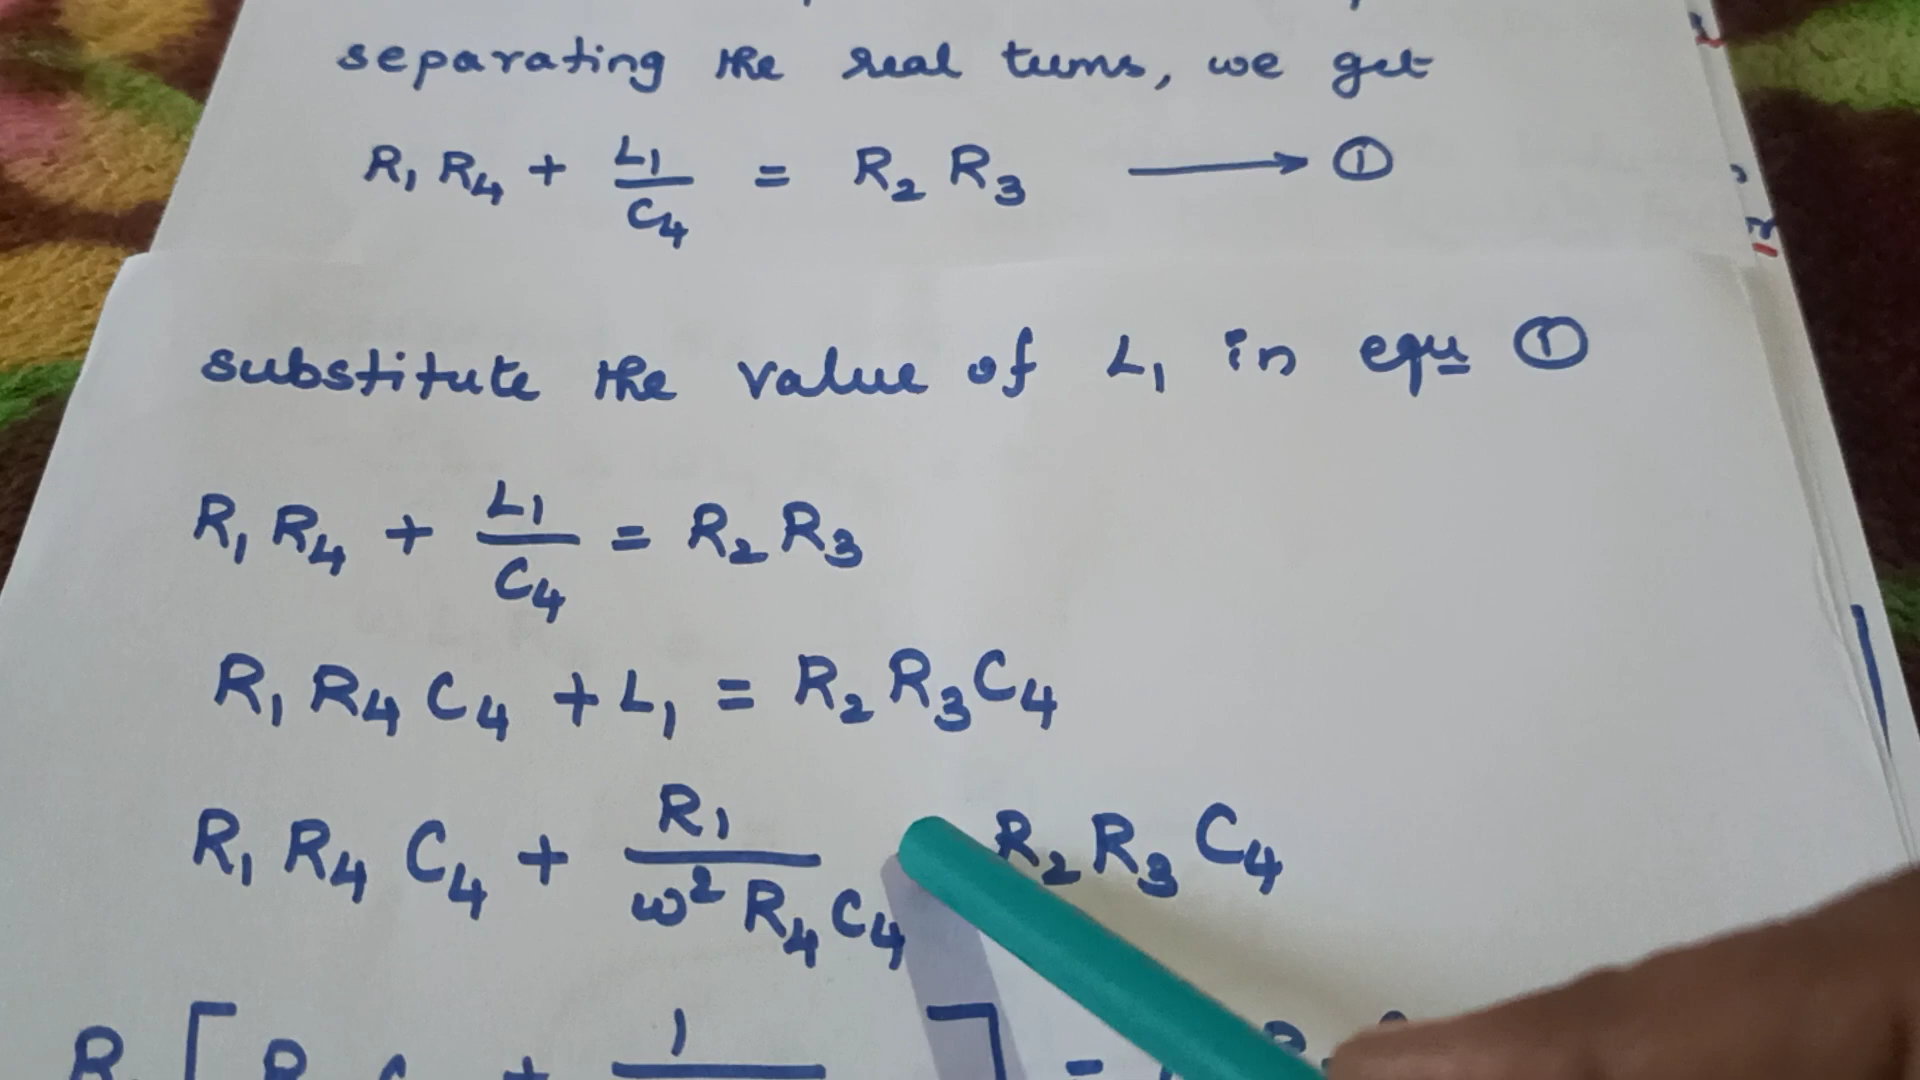 separating the real terms, we get
R₁ R₄ + L₁/C₄ = R₂ R₃ ⟶ ①
substitute the value of L₁ in equ ①
R₁ R₄ + L₁/C₄ = R₂ R₃
R₁ R₄ C₄ + L₁ = R₂ R₃ C₄
R₁ R₄ C₄ + R₁/ω² R₄ C₄ R₂ R₃ C₄